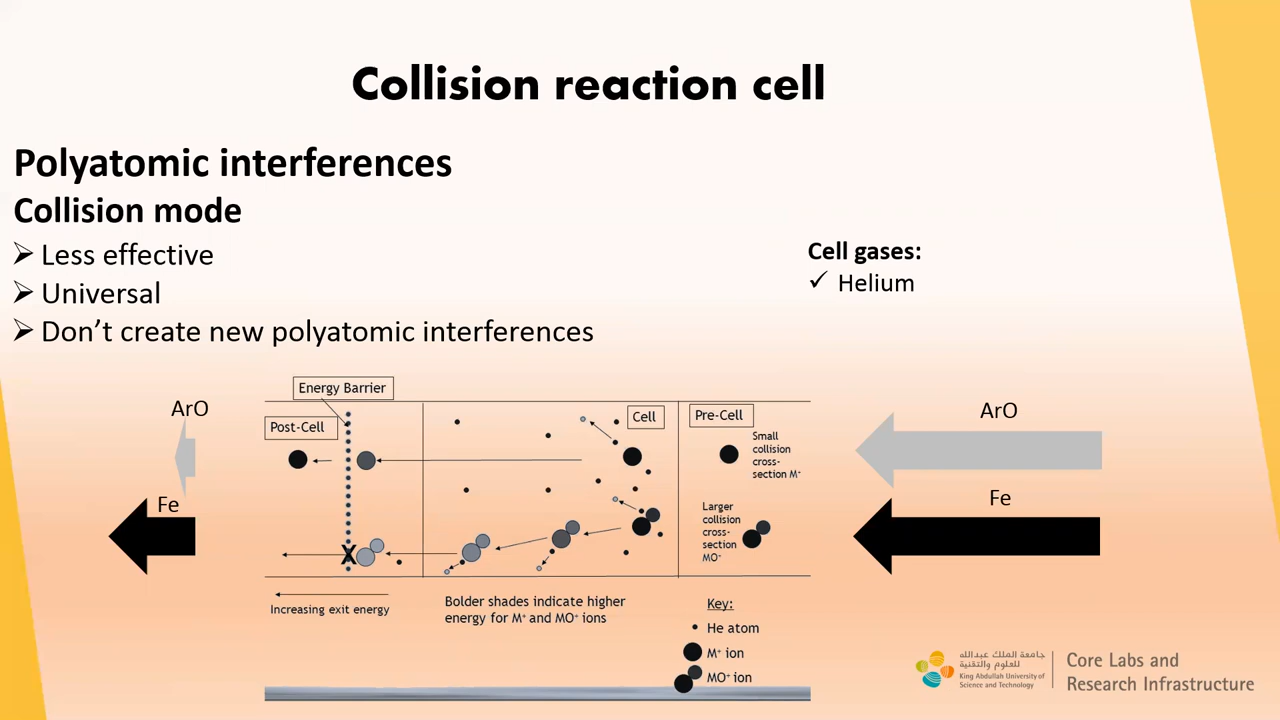 Collision reaction cell
Polyatomic interferences
Collision mode
Less effective
Universal
Don’t create new polyatomic interferences
Cell gases:
✓ Helium
ArO
Fe
Energy Barrier
Post-Cell
Cell
Pre-Cell
Small
collision
cross-
section M⁺
Larger
collision
cross-
section
MO⁺
X
ArO
Fe
Increasing exit energy
Bolder shades indicate higher
energy for M⁺ and MO⁺ ions
Key:
He atom
M⁺ ion
MO⁺ ion
جامعة الملك عبدالله
للعلوم والتقنية
King Abdullah University of
Science and Technology
Core Labs and
Research Infrastructure